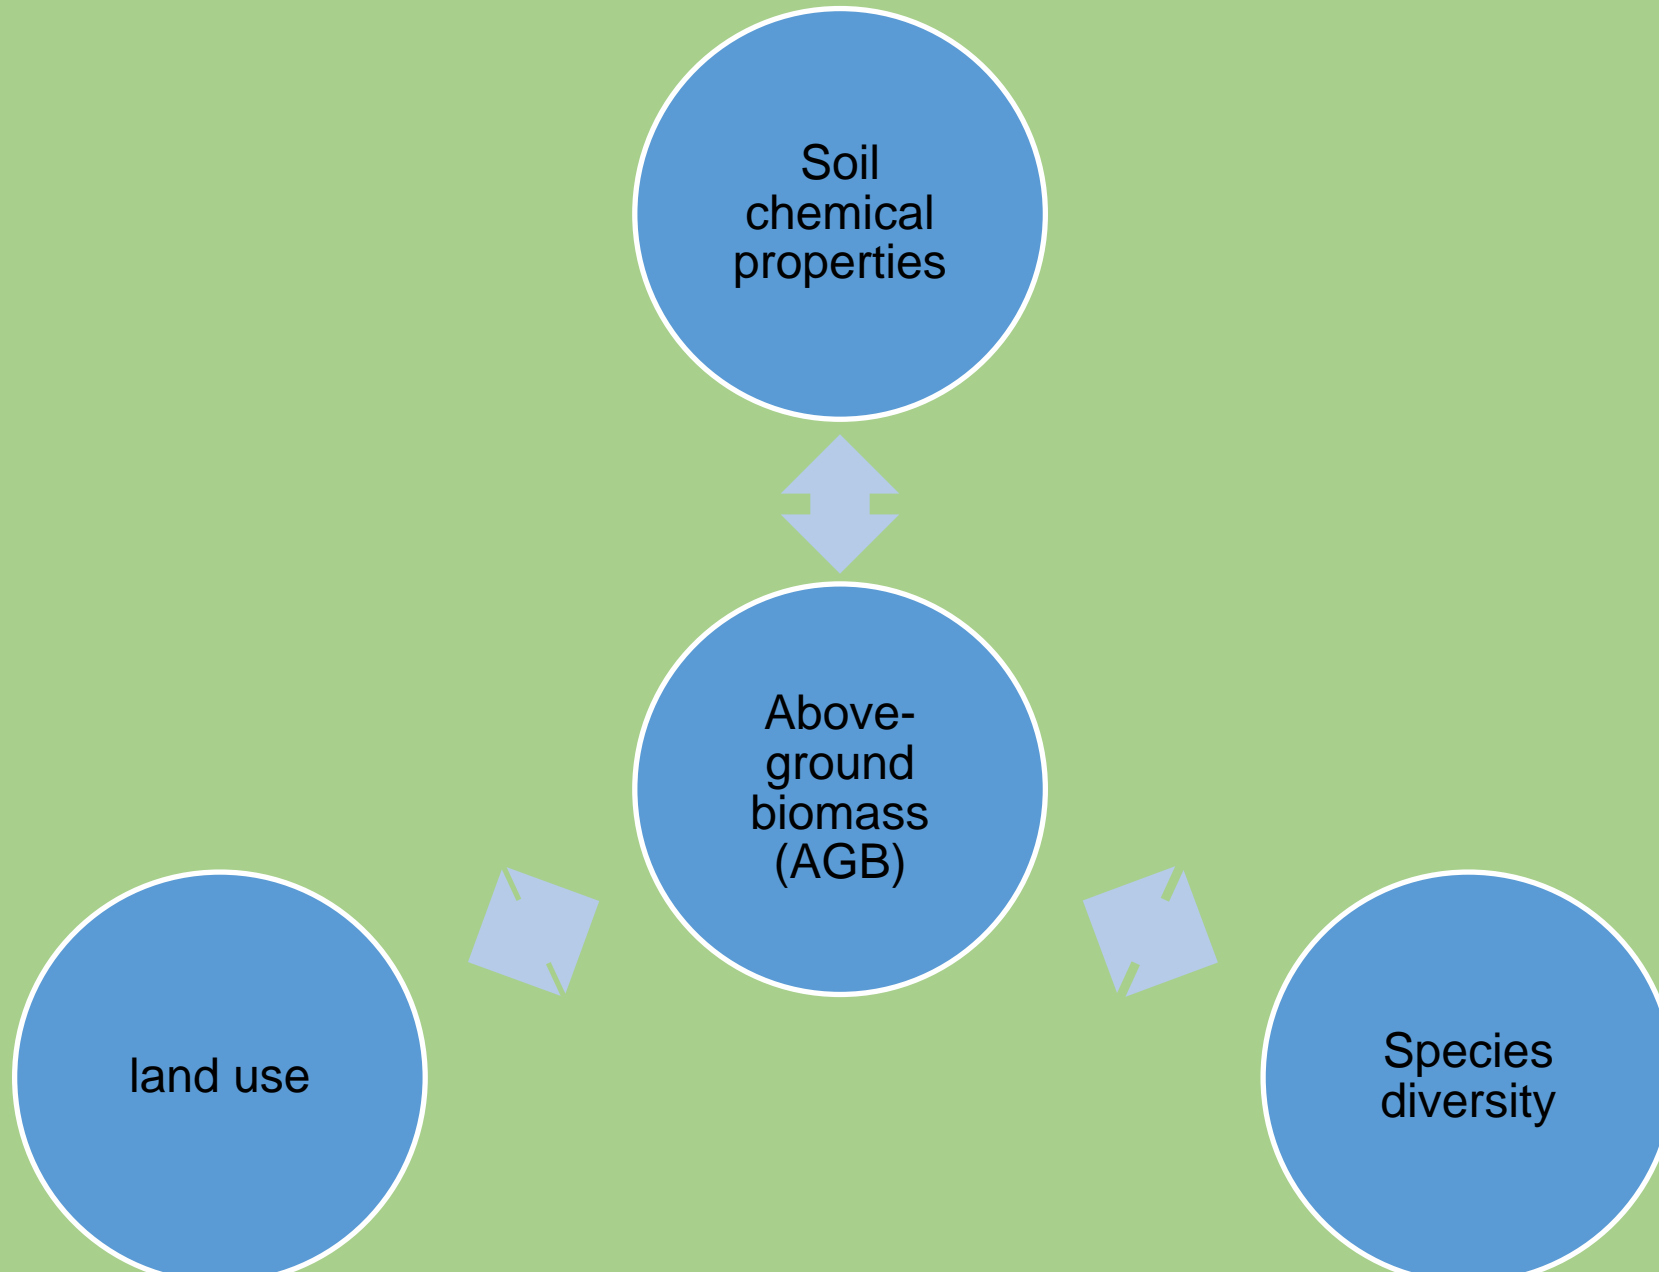 Soil
chemical
properties
Above-
ground
biomass
(AGB)
land use
Species
diversity